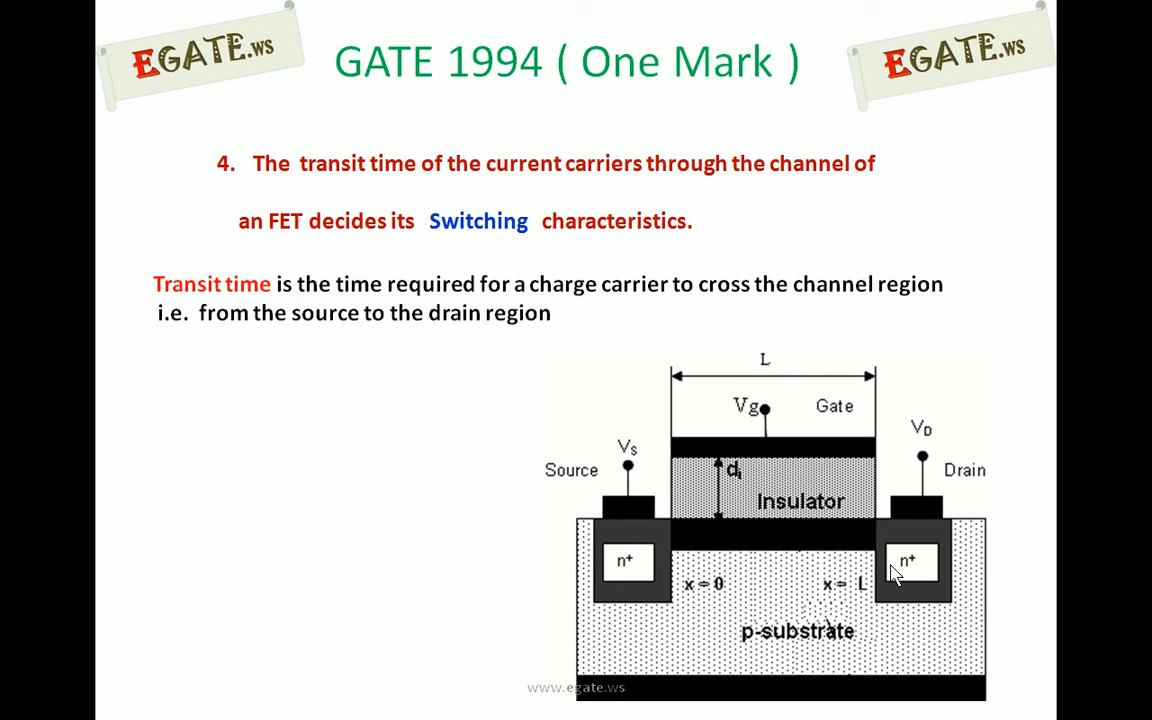 EGATE.ws
GATE 1994 ( One Mark )
EGATE.ws
4. The transit time of the current carriers through the channel of
an FET decides its Switching characteristics.
Transit time is the time required for a charge carrier to cross the channel region
i.e. from the source to the drain region
L
Vg
Gate
VS
VD
Source
di
Drain
Insulator
n+
n+
x = 0
x = L
p-substrate
www.egate.ws